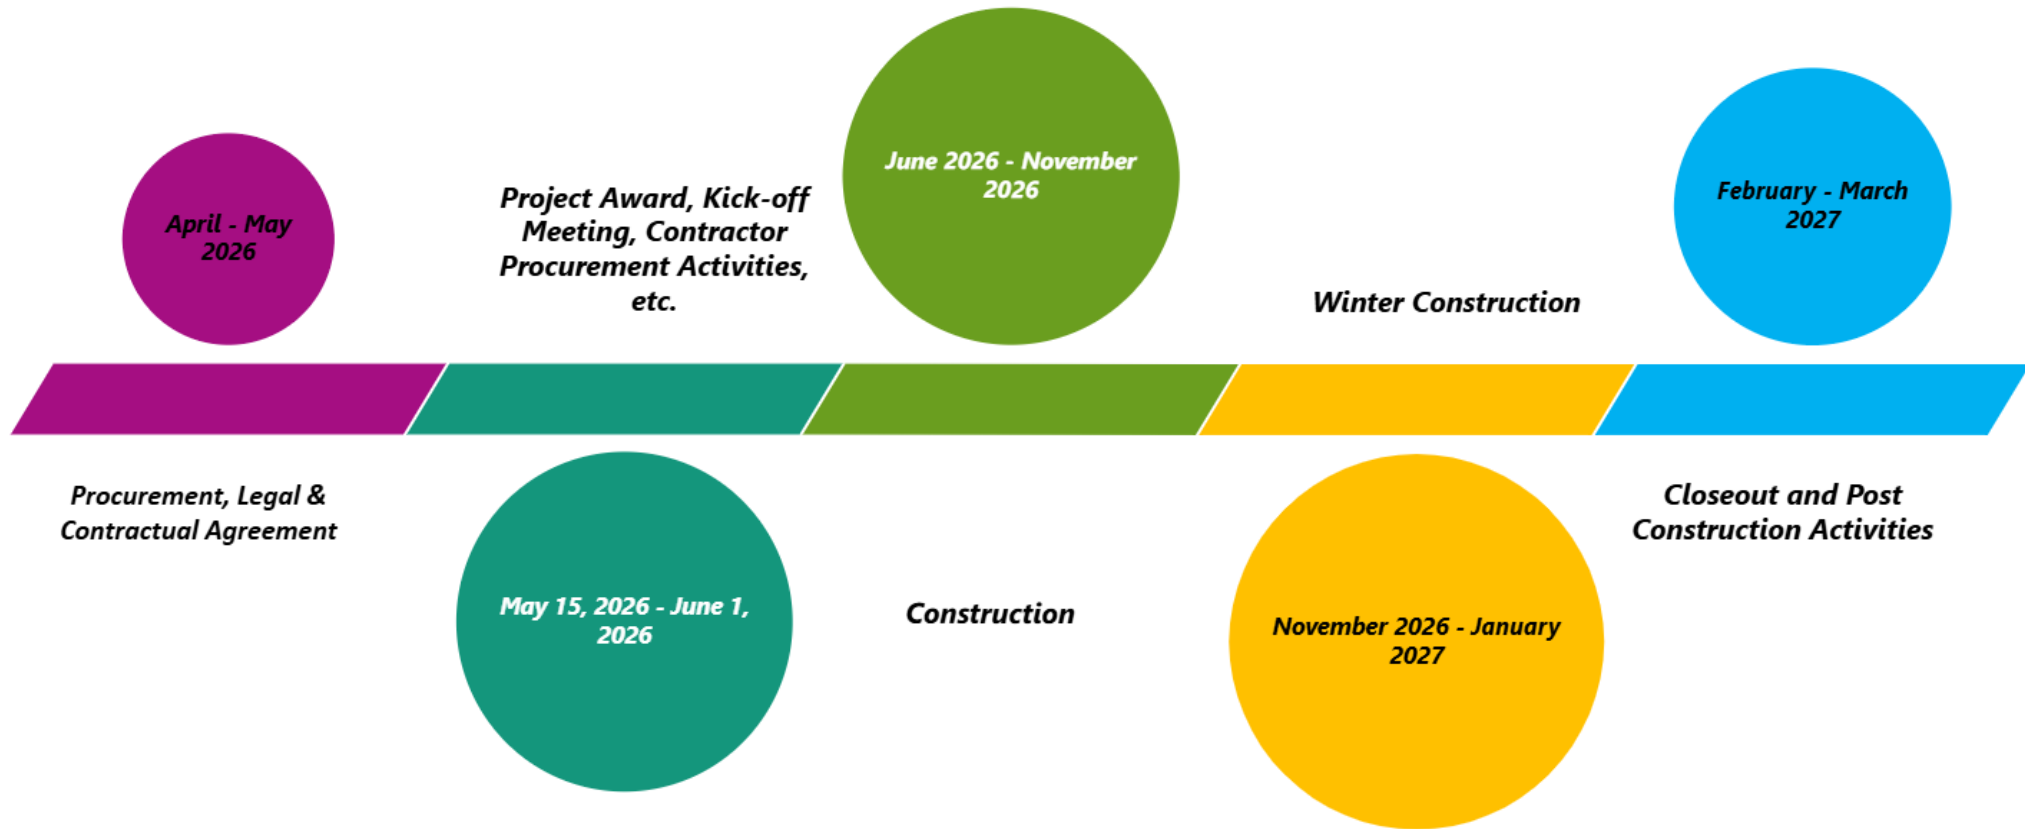 April - May
2026
Procurement, Legal &
Contractual Agreement
Project Award, Kick-off
Meeting, Contractor
Procurement Activities,
etc.
May 15, 2026 - June 1,
2026
June 2026 - November
2026
Construction
Winter Construction
November 2026 - January
2027
February - March
2027
Closeout and Post
Construction Activities